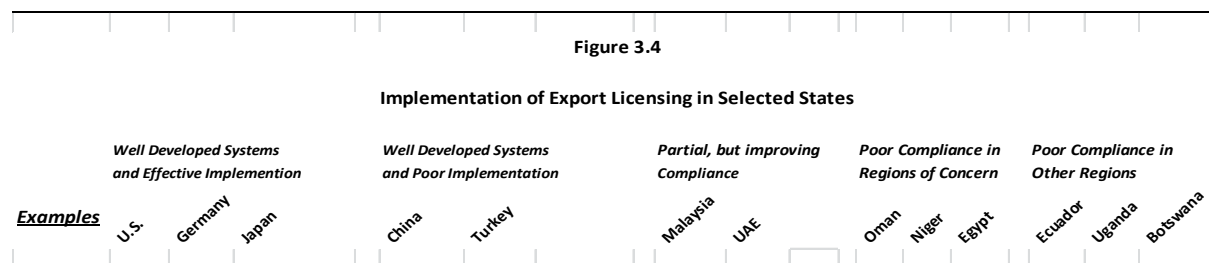 Figure 3.4
Implementation of Export Licensing in Selected States
Well Developed Systems and Effective Implemention
Well Developed Systems and Poor Implementation
Partial, but improving Compliance
Poor Compliance in Regions of Concern
Poor Compliance in Other Regions
Examples
U.S.
Germany
Japan
China
Turkey
Malaysia
UAE
Oman
Niger
Egypt
Ecuador
Uganda
Botswana